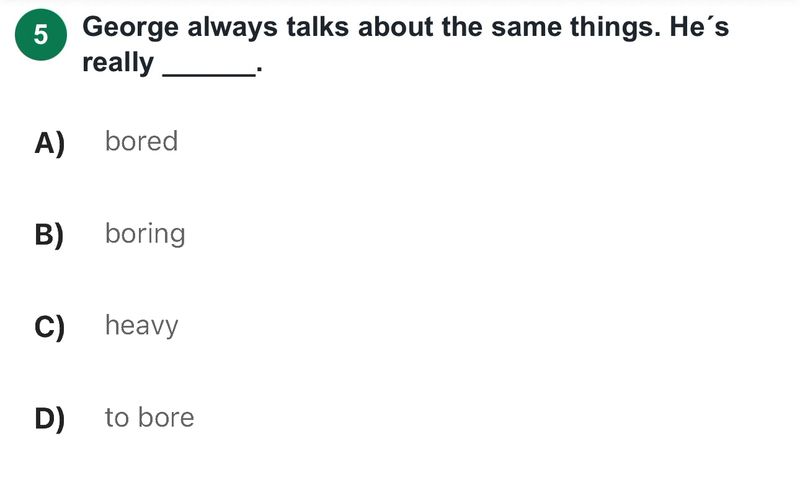 5 George always talks about the same things. He´s
really ______.
A) bored
B) boring
C) heavy
D) to bore